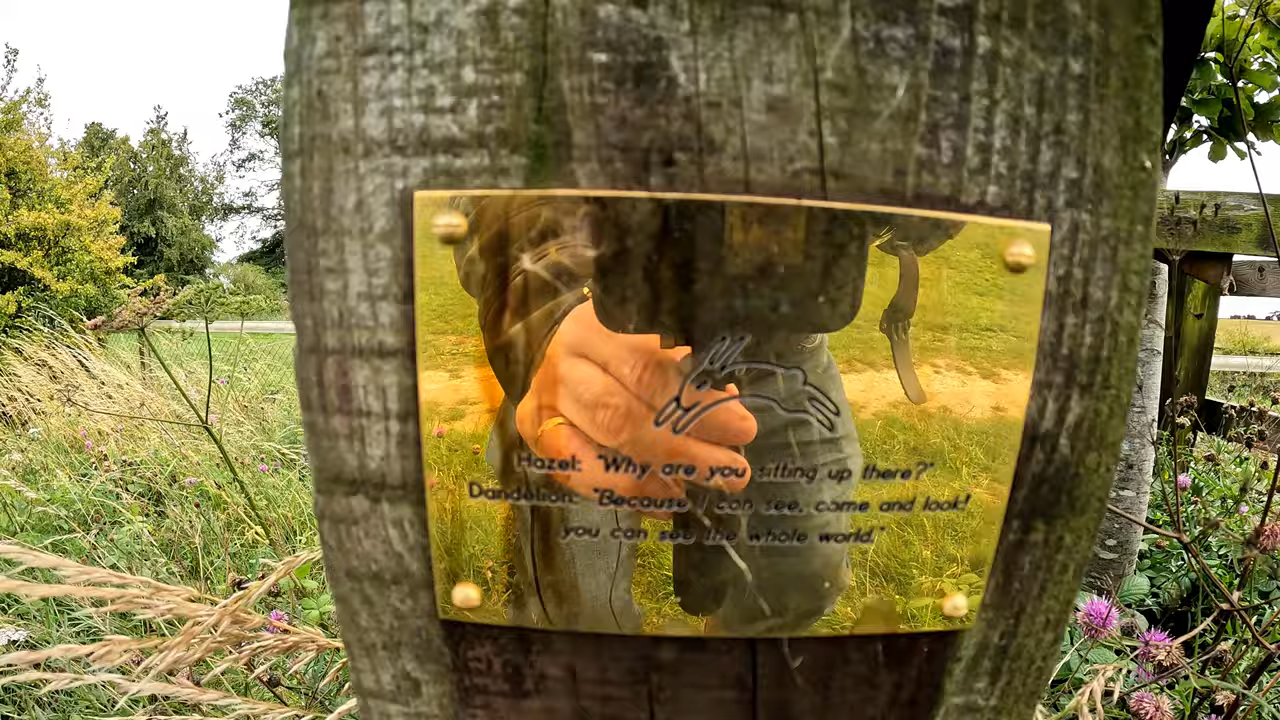 Hazel: "Why are you sitting up there?"
Dandelion: "Because I can see, come and look!
you can see the whole world."